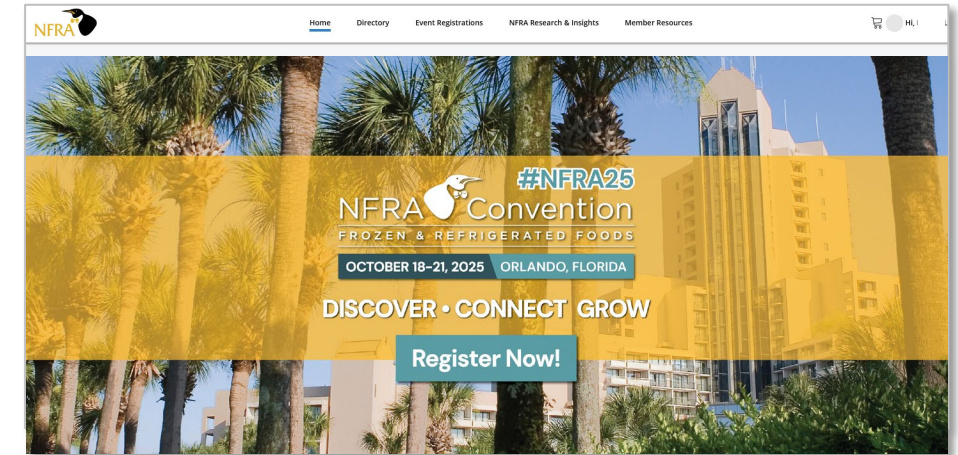 NFRA
Home Directory Event Registrations NFRA Research & Insights Member Resources
Hi,
#NFRA25
NFRA Convention
FROZEN & REFRIGERATED FOODS
OCTOBER 18-21, 2025 ORLANDO, FLORIDA
DISCOVER • CONNECT GROW
Register Now!